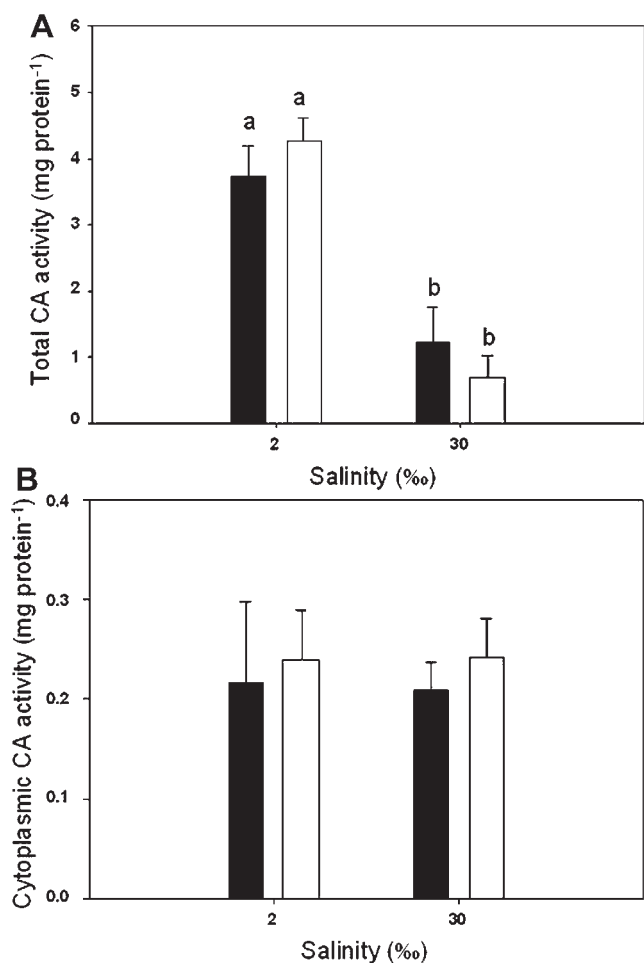 A
Total CA activity (mg protein⁻¹)
6
5
4
3
2
1
0
a
a
b
b
2
30
Salinity (‰)
B
Cytoplasmic CA activity (mg protein⁻¹)
0.4
0.3
0.2
0.1
0.0
2
30
Salinity (‰)